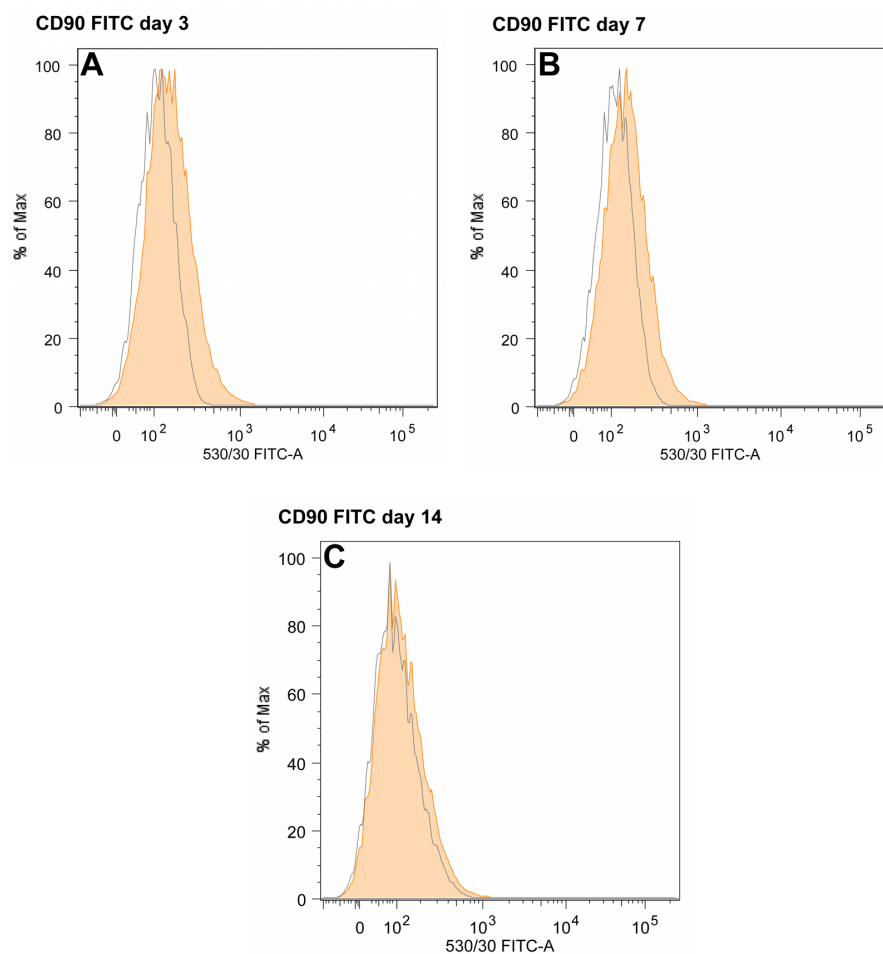 CD90 FITC day 3
A
100
80
60
40
20
0
% of Max
0 10² 10³ 10⁴ 10⁵
530/30 FITC-A
CD90 FITC day 7
B
100
80
60
40
20
0
% of Max
0 10² 10³ 10⁴ 10⁵
530/30 FITC-A
CD90 FITC day 14
C
100
80
60
40
20
0
% of Max
0 10² 10³ 10⁴ 10⁵
530/30 FITC-A